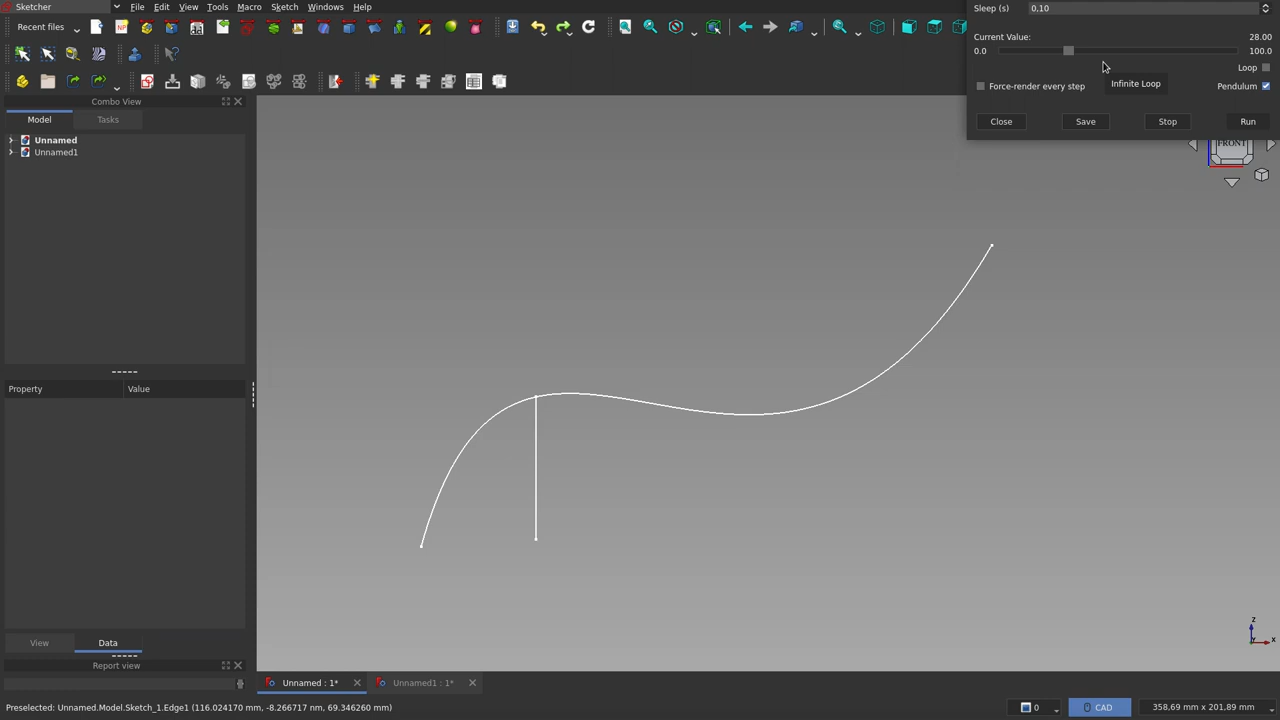 Sketcher File Edit View Tools Macro Sketch Windows Help
Sleep (s) 0,10
Recent files
Current Value: 28.00
0.0 100.0
Loop
Infinite Loop
Force-render every step Pendulum
Close Save Stop Run
Combo View
Model Tasks
Unnamed
Unnamed1
FRONT
Property Value
View Data
Report view
Unnamed : 1* Unnamed1 : 1*
Preselected: Unnamed.Model.Sketch_1.Edge1 (116.024170 mm, -8.266717 nm, 69.346260 mm) 0 CAD 358,69 mm x 201,89 mm
z
x